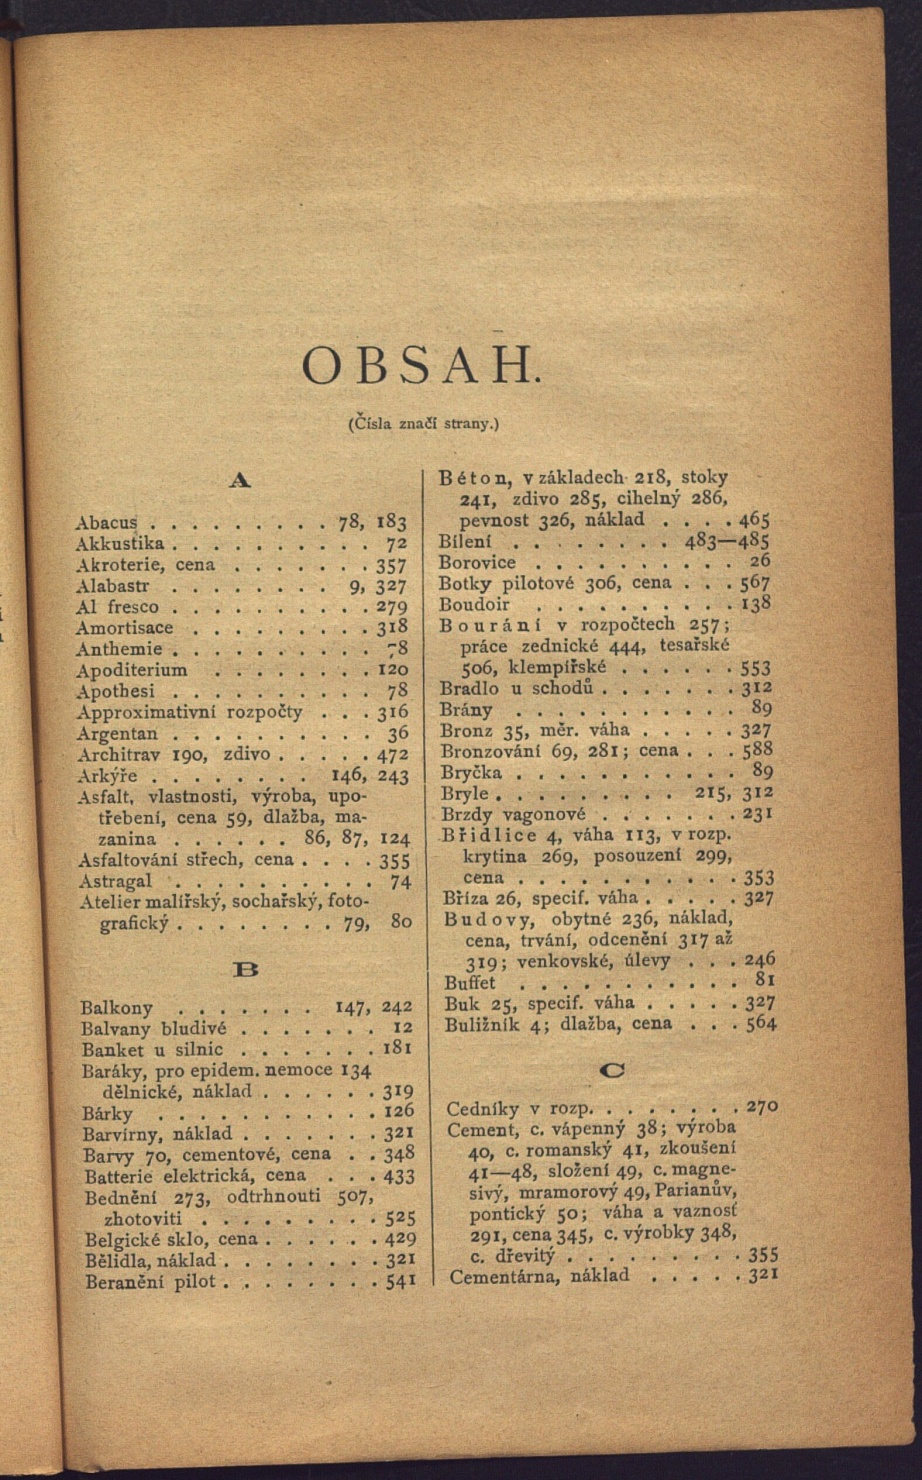 OBSAH.
(Čísla značí strany.)
A
Abacus . . . . . . . . . 78, 183
Akkustika . . . . . . . . . . 72
Akroterie, cena . . . . . . . 357
Alabastr . . . . . . . . 9, 327
Al fresco . . . . . . . . . . 279
Amortisace . . . . . . . . . 318
Anthemie . . . . . . . . . . 78
Apoditerium . . . . . . . . 120
Apothesi . . . . . . . . . . 78
Approximativní rozpočty . . . 316
Argentan . . . . . . . . . . 36
Architrav 190, zdivo . . . . . 472
Arkýře . . . . . . . . 146, 243
Asfalt, vlastnosti, výroba, upo-
třebení, cena 59, dlažba, ma-
zanina . . . . . . 86, 87, 124
Asfaltování střech, cena . . . . 355
Astragal . . . . . . . . . . 74
Atelier malířský, sochařský, foto-
grafický . . . . . . . . 79, 80
B
Balkony . . . . . . . 147, 242
Balvany bludivé . . . . . . . 12
Banket u silnic . . . . . . . 181
Baráky, pro epidem. nemoce 134
dělnické, náklad . . . . . . 319
Bárky . . . . . . . . . . . 126
Barvírny, náklad . . . . . . . 321
Barvy 70, cementové, cena . . 348
Batterie elektrická, cena . . . 433
Bednění 273, odtrhnouti 507,
zhotoviti . . . . . . . . . 525
Belgické sklo, cena . . . . . . 429
Bělidla, náklad . . . . . . . . 321
Beranění pilot . . . . . . . . 541
Béton, v základech 218, stoky
241, zdivo 285, cihelný 286,
pevnost 326, náklad . . . . 465
Bílení . . . . . . . . 483—485
Borovice . . . . . . . . . . 26
Botky pilotové 306, cena . . . 567
Boudoir . . . . . . . . . . 138
Bourání v rozpočtech 257;
práce zednické 444, tesařské
506, klempířské . . . . . . 553
Bradlo u schodů . . . . . . . 312
Brány . . . . . . . . . . . 89
Bronz 35, měr. váha . . . . . 327
Bronzování 69, 281; cena . . . 588
Bryčka . . . . . . . . . . . 89
Bryle . . . . . . . . . 215, 312
Brzdy vagonové . . . . . . . 231
Břidlice 4, váha 113, v rozp.
krytina 269, posouzení 299,
cena . . . . . . . . . . . 353
Bříza 26, specif. váha . . . . . 327
Budovy, obytné 236, náklad,
cena, trvání, odcenění 317 až
319; venkovské, úlevy . . . 246
Buffet . . . . . . . . . . . 81
Buk 25, specif. váha . . . . . 327
Buližník 4; dlažba, cena . . . 564
C
Cedníky v rozp. . . . . . . . 270
Cement, c. vápenný 38; výroba
40, c. romanský 41, zkoušení
41—48, složení 49, c. magne-
sivý, mramorový 49, Parianův,
pontický 50; váha a vaznosť
291, cena 345, c. výrobky 348,
c. dřevitý . . . . . . . . . 355
Cementárna, náklad . . . . . 321